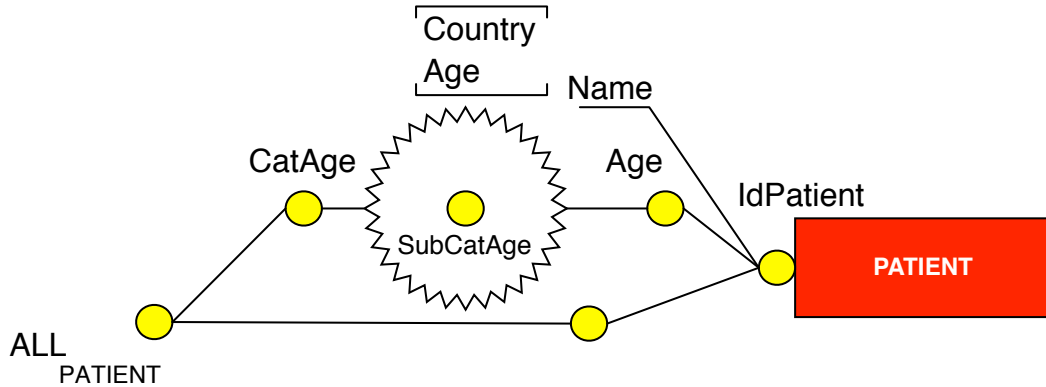 Country
Age
Name
CatAge
Age
IdPatient
SubCatAge
PATIENT
ALL
PATIENT